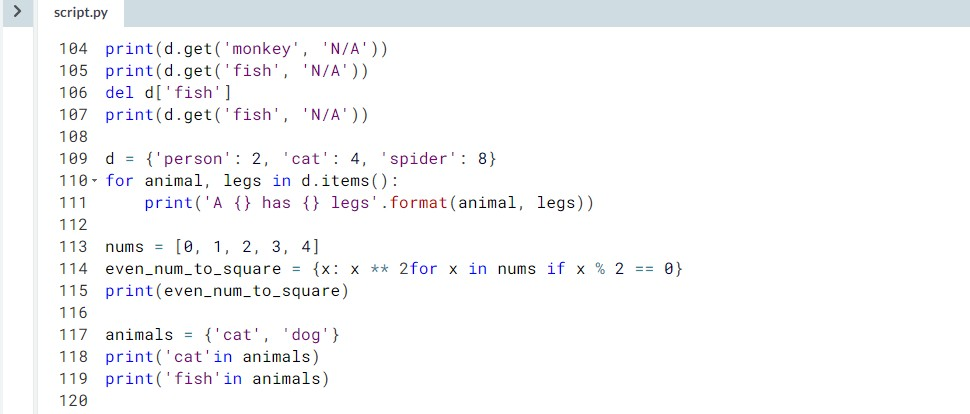 script.py
104 print(d.get('monkey', 'N/A'))
105 print(d.get('fish', 'N/A'))
106 del d['fish']
107 print(d.get('fish', 'N/A'))
108
109 d = {'person': 2, 'cat': 4, 'spider': 8}
110 for animal, legs in d.items():
111     print('A {} has {} legs'.format(animal, legs))
112
113 nums = [0, 1, 2, 3, 4]
114 even_num_to_square = {x: x ** 2for x in nums if x % 2 == 0}
115 print(even_num_to_square)
116
117 animals = {'cat', 'dog'}
118 print('cat'in animals)
119 print('fish'in animals)
120